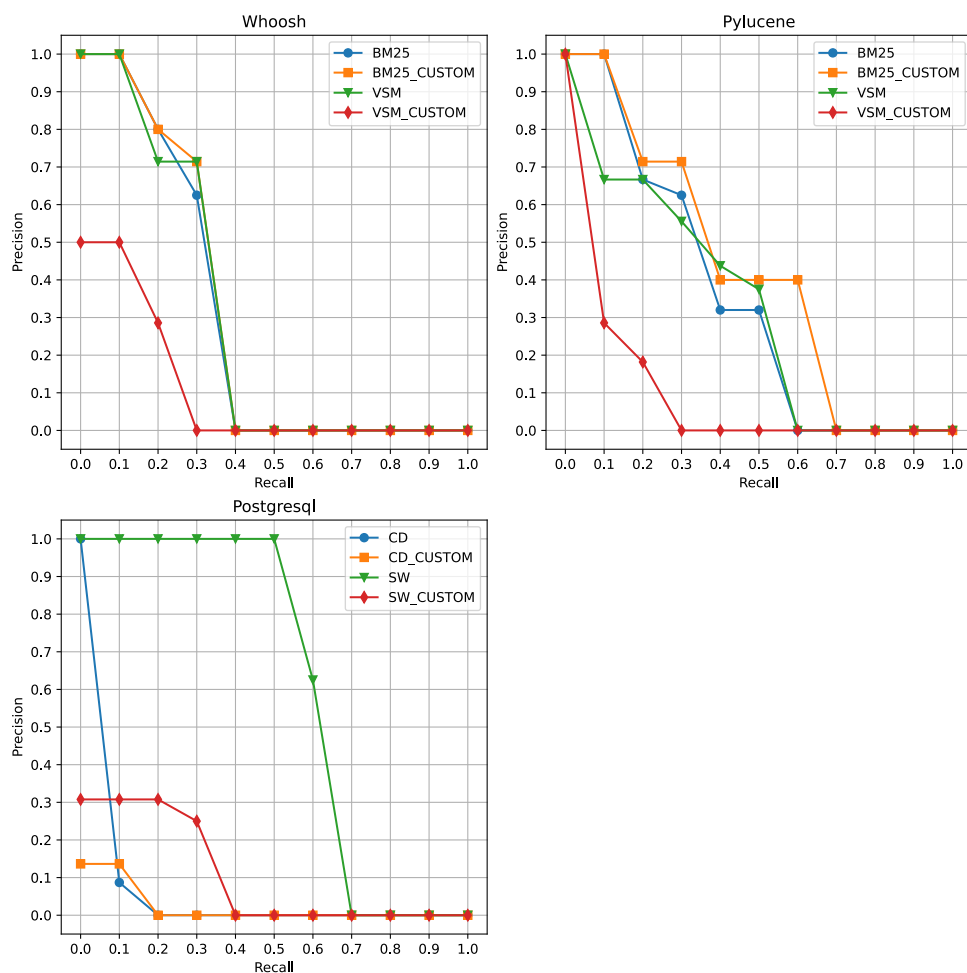 Whoosh
1.0
0.9
0.8
0.7
0.6
0.5
0.4
0.3
0.2
0.1
0.0
Precision
0.0 0.1 0.2 0.3 0.4 0.5 0.6 0.7 0.8 0.9 1.0
Recall
BM25
BM25_CUSTOM
VSM
VSM_CUSTOM
Pylucene
1.0
0.9
0.8
0.7
0.6
0.5
0.4
0.3
0.2
0.1
0.0
Precision
0.0 0.1 0.2 0.3 0.4 0.5 0.6 0.7 0.8 0.9 1.0
Recall
BM25
BM25_CUSTOM
VSM
VSM_CUSTOM
Postgresql
1.0
0.9
0.8
0.7
0.6
0.5
0.4
0.3
0.2
0.1
0.0
Precision
0.0 0.1 0.2 0.3 0.4 0.5 0.6 0.7 0.8 0.9 1.0
Recall
CD
CD_CUSTOM
SW
SW_CUSTOM